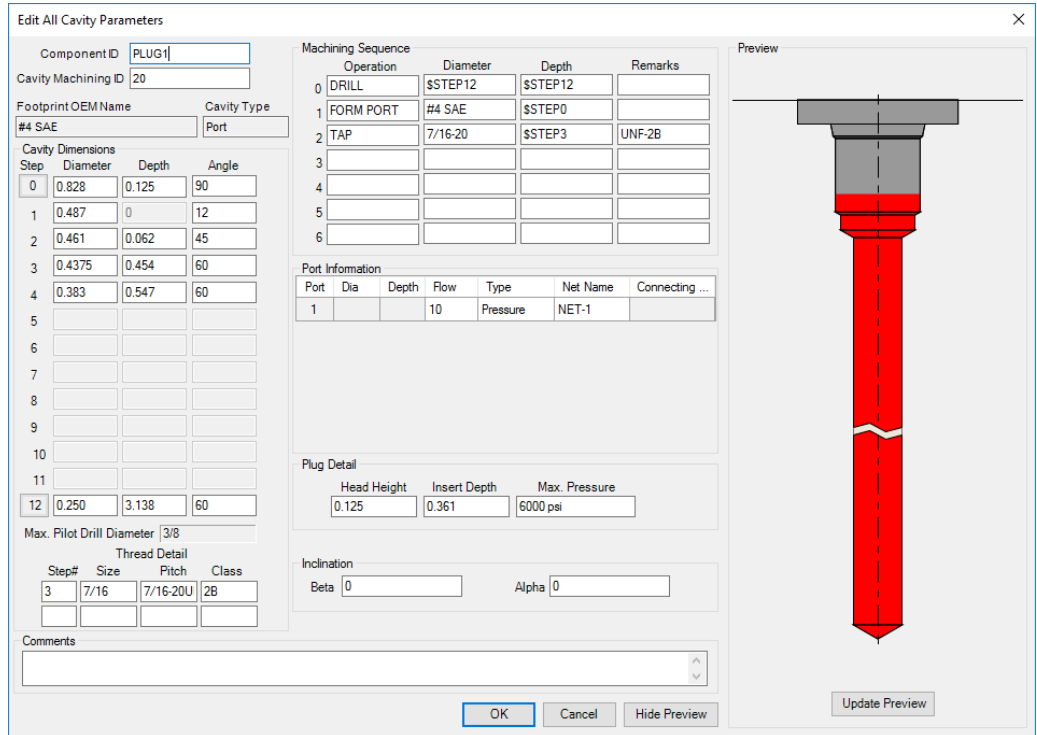 Edit All Cavity Parameters
Component ID PLUG1
Cavity Machining ID 20
Footprint OEM Name Cavity Type
#4 SAE Port
Cavity Dimensions
Step Diameter Depth Angle
0 0.828 0.125 90
1 0.487 0 12
2 0.461 0.062 45
3 0.4375 0.454 60
4 0.383 0.547 60
5
6
7
8
9
10
11
12 0.250 3.138 60
Max. Pilot Drill Diameter 3/8
Thread Detail
Step# Size Pitch Class
3 7/16 7/16-20U 2B
Machining Sequence
Operation Diameter Depth Remarks
0 DRILL $STEP12 $STEP12
1 FORM PORT #4 SAE $STEP0
2 TAP 7/16-20 $STEP3 UNF-2B
3
4
5
6
Port Information
Port Dia Depth Flow Type Net Name Connecting ...
1 10 Pressure NET-1
Plug Detail
Head Height Insert Depth Max. Pressure
0.125 0.361 6000 psi
Inclination
Beta 0 Alpha 0
Preview
Update Preview
Comments
OK Cancel Hide Preview